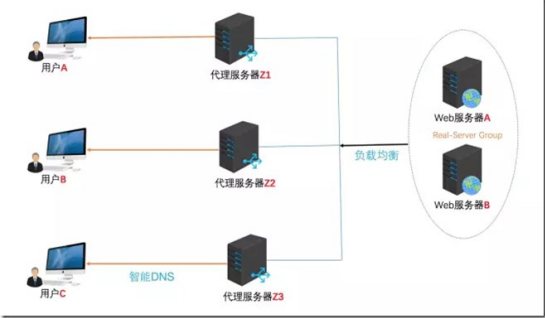 用户A
代理服务器Z1
Web服务器A
Real-Server Group
负载均衡
用户B
代理服务器Z2
Web服务器B
智能DNS
用户C
代理服务器Z3